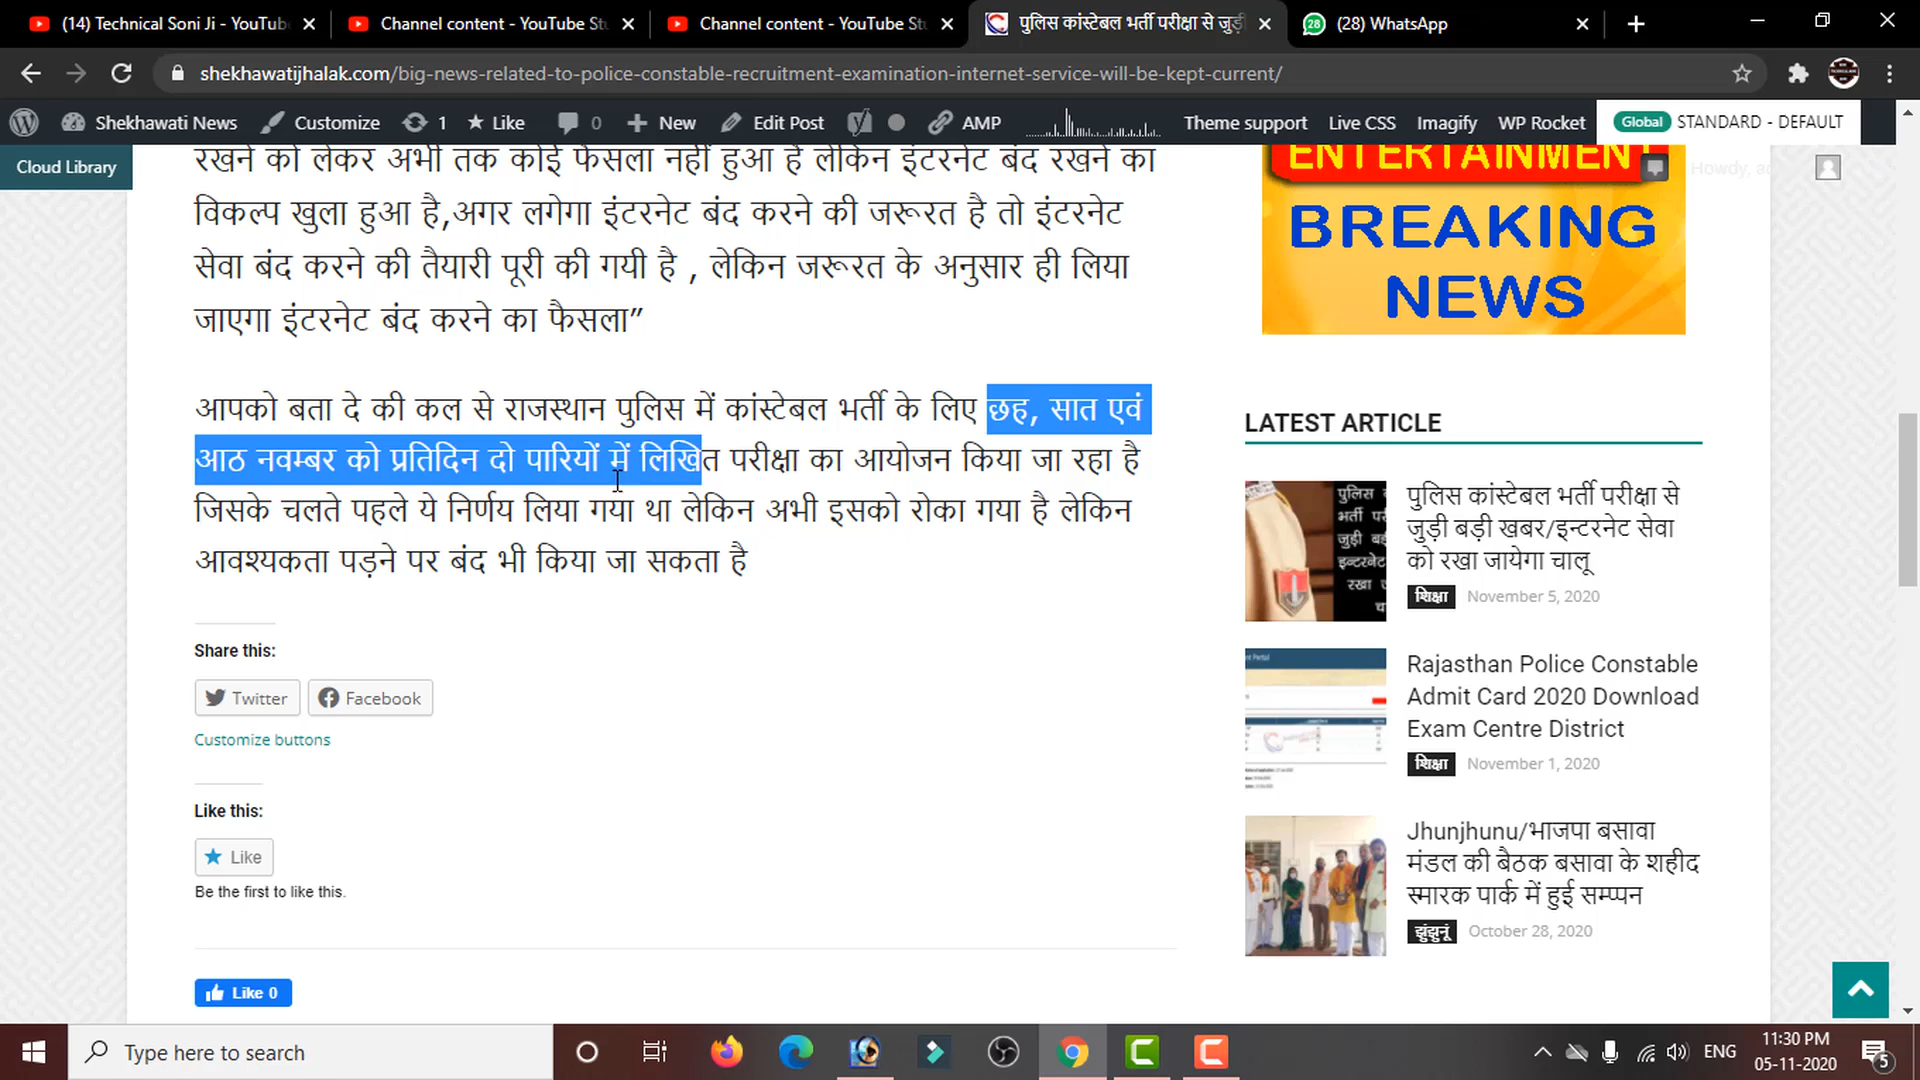 (14) Technical Soni Ji - YouTube
Channel content - YouTube Stu
Channel content - YouTube Stu
पुलिस कांस्टेबल भर्ती परीक्षा से जुड़ी
(28) WhatsApp
shekhawatijhalak.com/big-news-related-to-police-constable-recruitment-examination-internet-service-will-be-kept-current/
Shekhawati News
Customize
1
Like
0
New
Edit Post
AMP
Theme support
Live CSS
Imagify
WP Rocket
Global STANDARD - DEFAULT
Cloud Library
Howdy,
रखने को लेकर अभी तक कोई फैसला नहीं हुआ है लेकिन इंटरनेट बंद रखने का
विकल्प खुला हुआ है,अगर लगेगा इंटरनेट बंद करने की जरूरत है तो इंटरनेट
सेवा बंद करने की तैयारी पूरी की गयी है , लेकिन जरूरत के अनुसार ही लिया
जाएगा इंटरनेट बंद करने का फैसला”
आपको बता दे की कल से राजस्थान पुलिस में कांस्टेबल भर्ती के लिए छह, सात एवं
आठ नवम्बर को प्रतिदिन दो पारियों में लिखित परीक्षा का आयोजन किया जा रहा है
जिसके चलते पहले ये निर्णय लिया गया था लेकिन अभी इसको रोका गया है लेकिन
आवश्यकता पड़ने पर बंद भी किया जा सकता है
Share this:
Twitter
Facebook
Customize buttons
Like this:
Like
Be the first to like this.
Like 0
ENTERTAINMENT
BREAKING
NEWS
LATEST ARTICLE
पुलिस कांस्टेबल भर्ती परीक्षा से
जुड़ी बड़ी खबर/इन्टरनेट सेवा
को रखा जायेगा चालू
शिक्षा November 5, 2020
Rajasthan Police Constable
Admit Card 2020 Download
Exam Centre District
शिक्षा November 1, 2020
Jhunjhunu/भाजपा बसावा
मंडल की बैठक बसावा के शहीद
स्मारक पार्क में हुई सम्प्पन
झुंझुनूं October 28, 2020
Type here to search
ENG
11:30 PM
05-11-2020
5